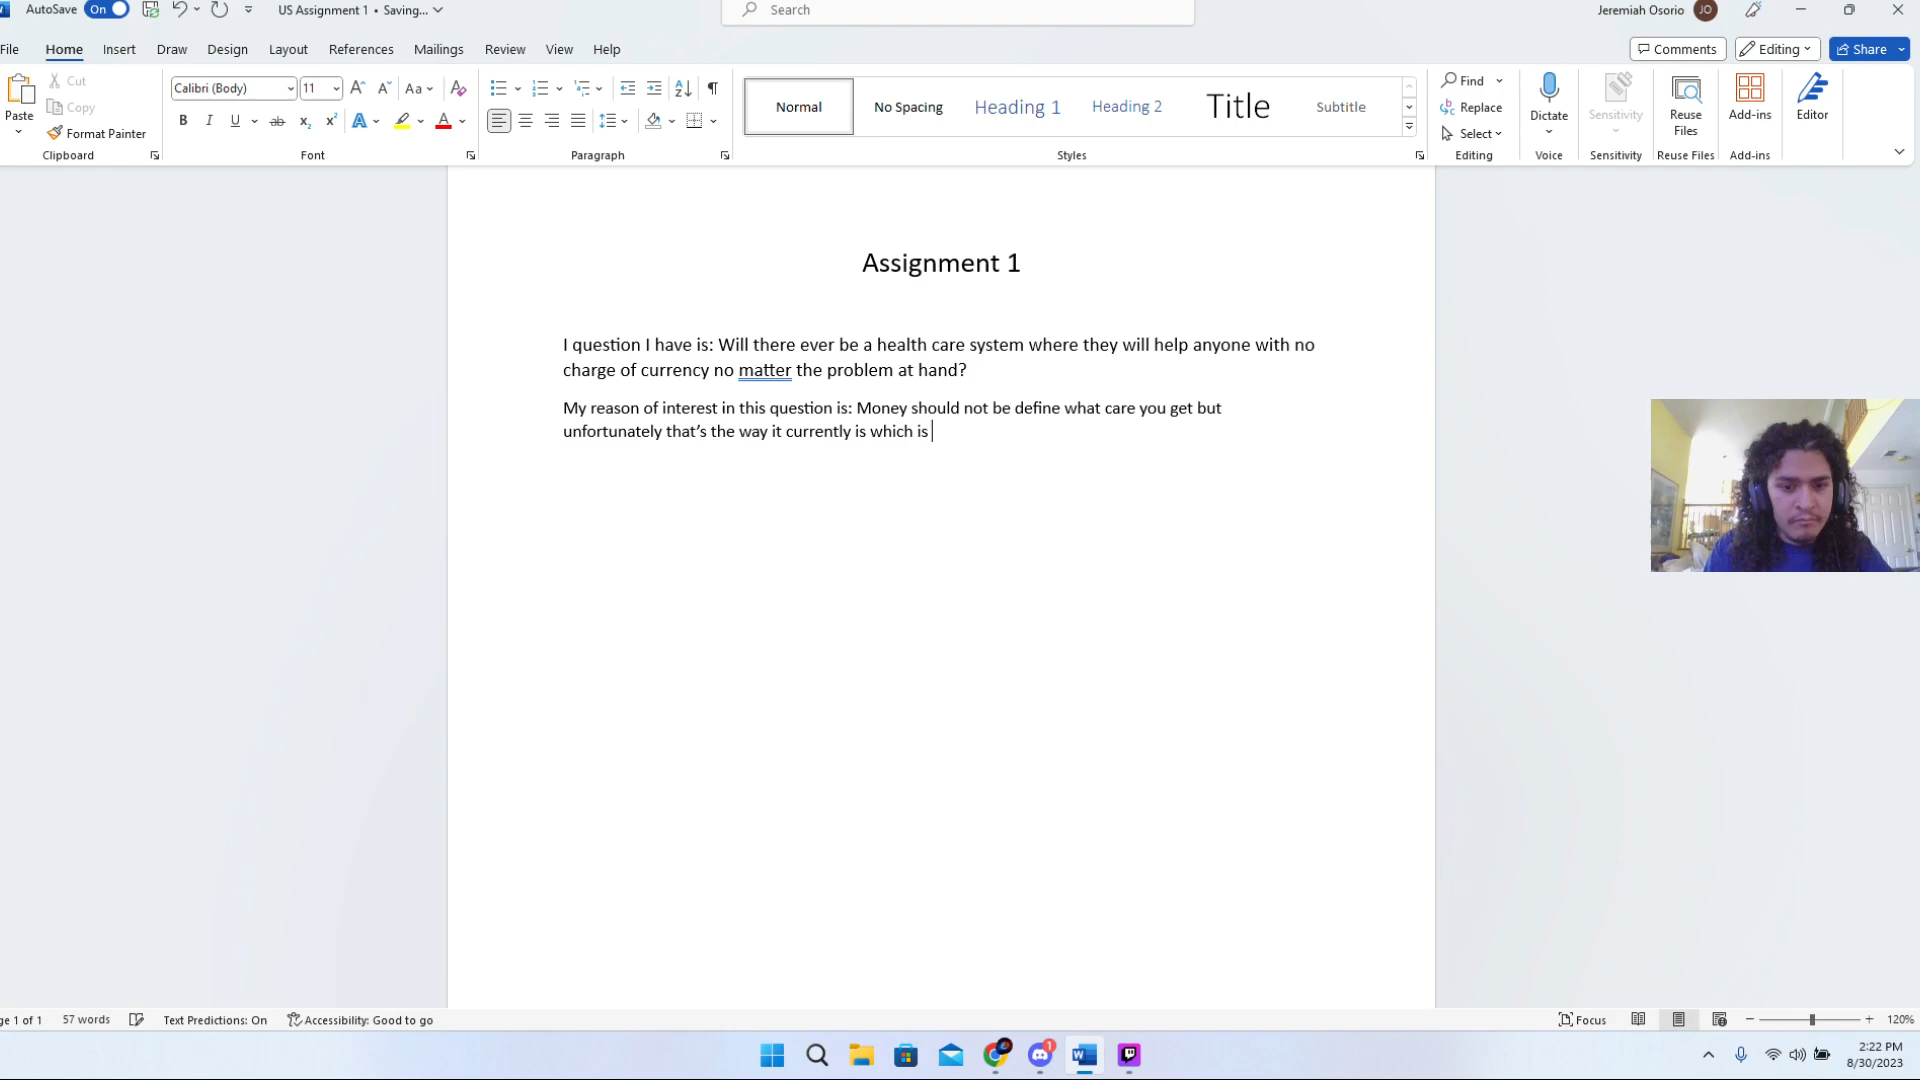 AutoSave On US Assignment 1 • Saving... Search Jeremiah Osorio JO
File Home Insert Draw Design Layout References Mailings Review View Help Comments Editing Share
Paste Cut Copy Format Painter Clipboard
Calibri (Body) 11 Aa Font
Paragraph
Normal No Spacing Heading 1 Heading 2 Title Subtitle Styles
Find Replace Select Editing
Dictate Voice
Sensitivity Sensitivity
Reuse Files Reuse Files
Add-ins Add-ins
Editor
Assignment 1
I question I have is: Will there ever be a health care system where they will help anyone with no
charge of currency no matter the problem at hand?
My reason of interest in this question is: Money should not be define what care you get but
unfortunately that's the way it currently is which is
ge 1 of 1 57 words Text Predictions: On Accessibility: Good to go Focus 120%
2:22 PM
8/30/2023